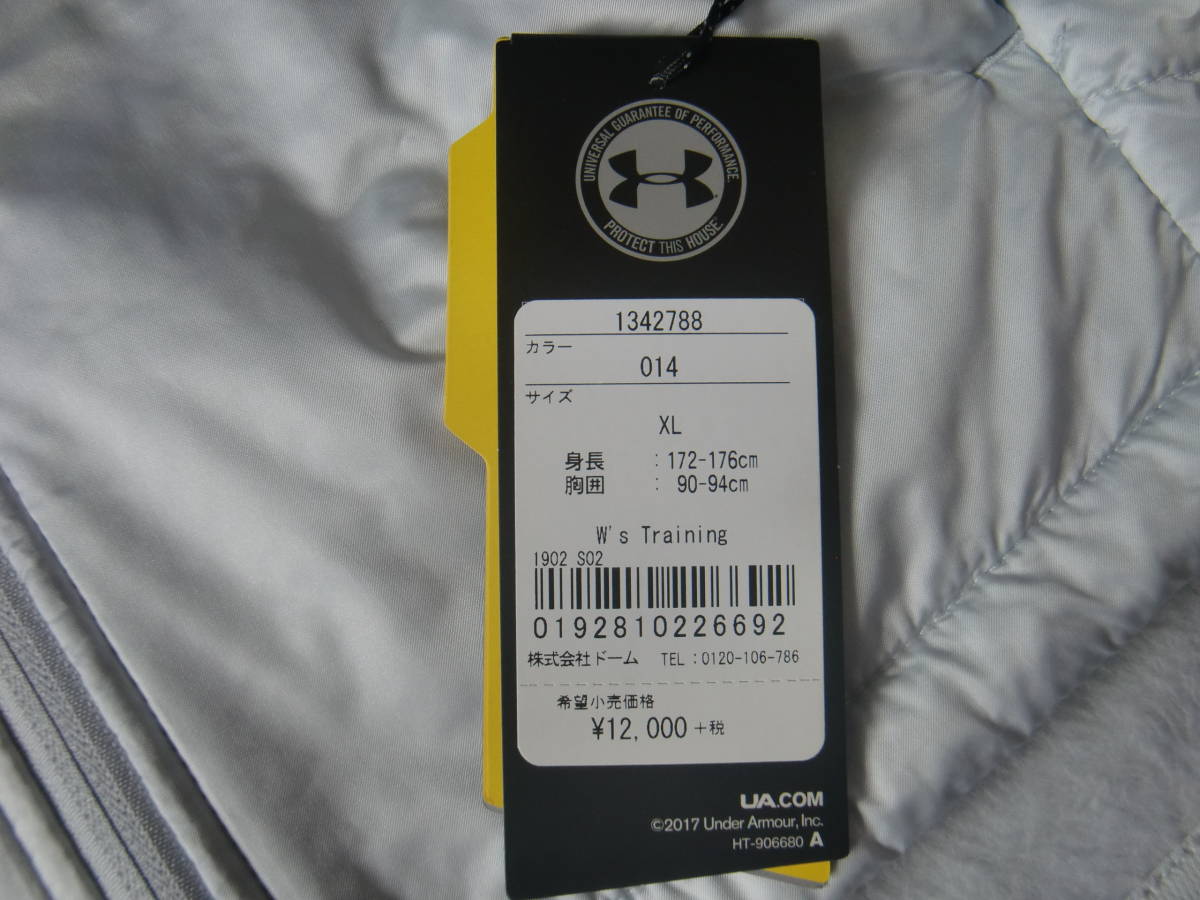 UNIVERSAL GUARANTEE OF PERFORMANCE.
PROTECT THIS HOUSE
1342788
カラー
014
サイズ
XL
身長 : 172-176cm
胸囲 : 90-94cm
W's Training
1902 S02
0192810226692
株式会社ドーム TEL:0120-106-786
希望小売価格
¥12,000 +税
UA.COM
©2017 Under Armour, Inc.
HT-906680 A